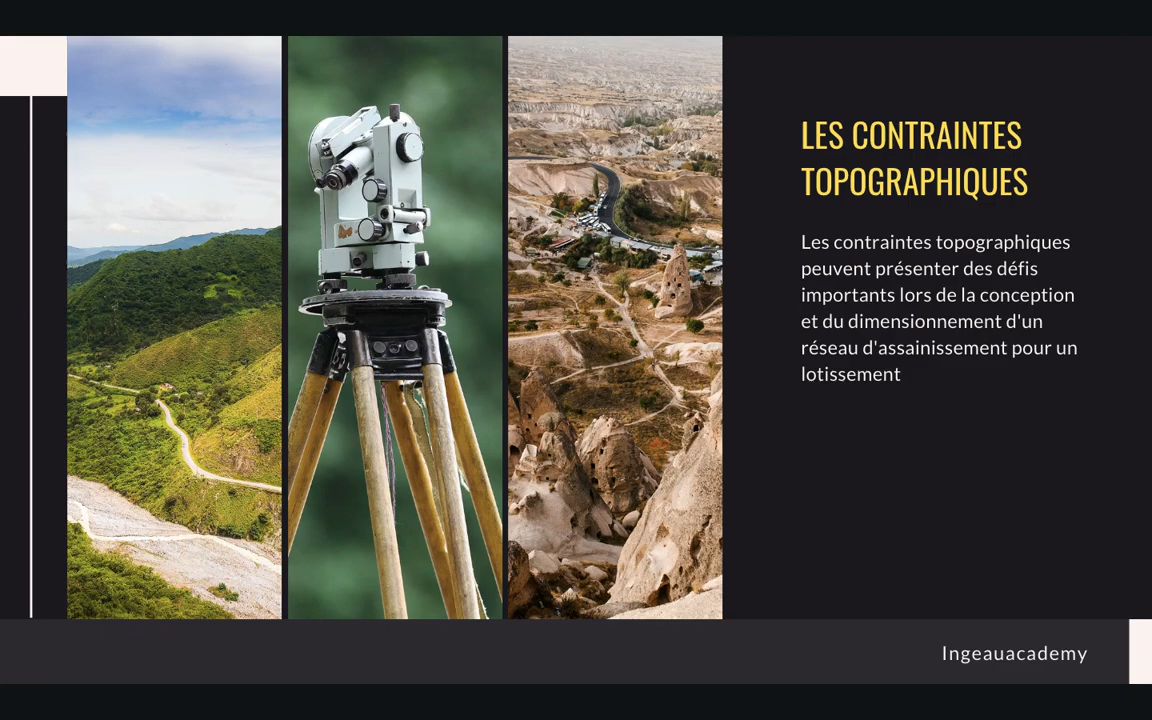 LES CONTRAINTES
TOPOGRAPHIQUES
Les contraintes topographiques
peuvent présenter des défis
importants lors de la conception
et du dimensionnement d'un
réseau d'assainissement pour un
lotissement
Ingeauacademy